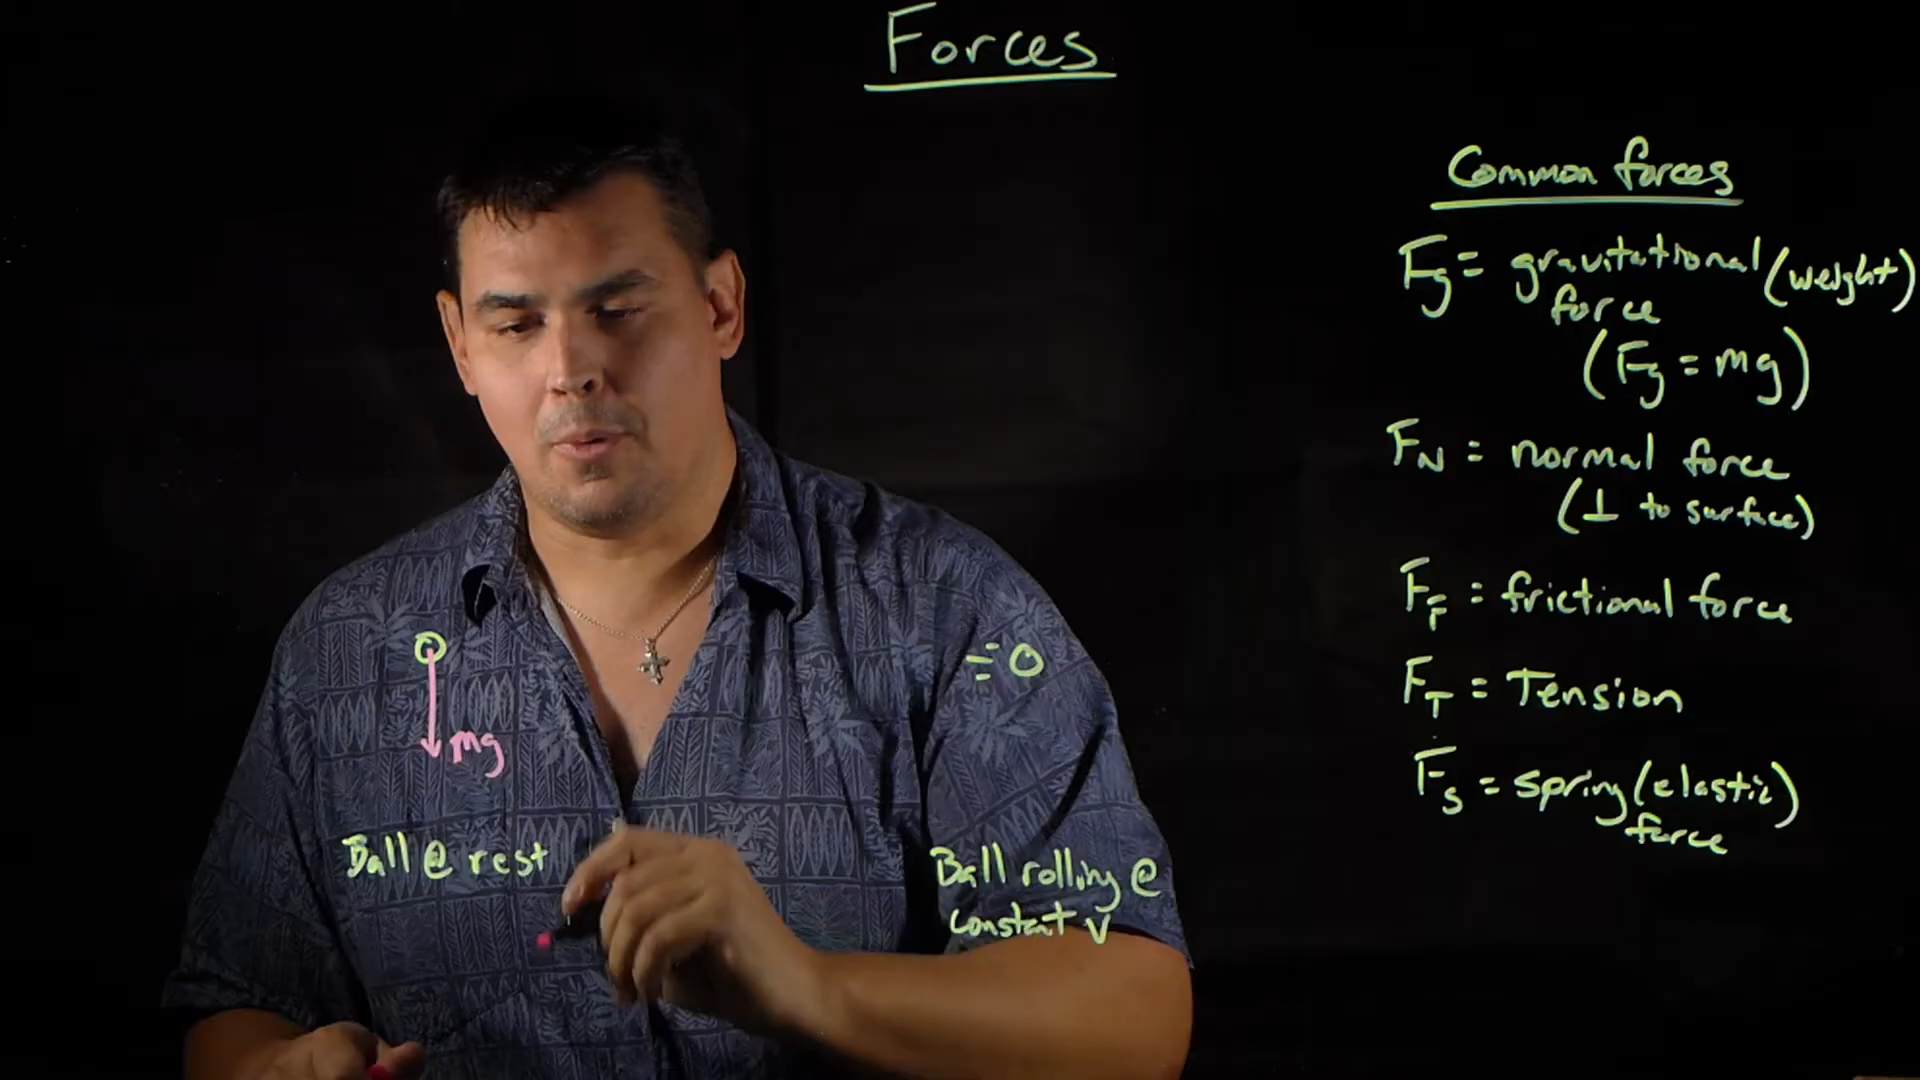 Forces
Common forces
Fg = gravitational (weight)
force
(Fg = mg)
FN = normal force
(⊥ to surface)
FF = frictional force
FT = Tension
Fs = spring (elastic)
force
mg
Ball @ rest
Ball rolling @
constant v